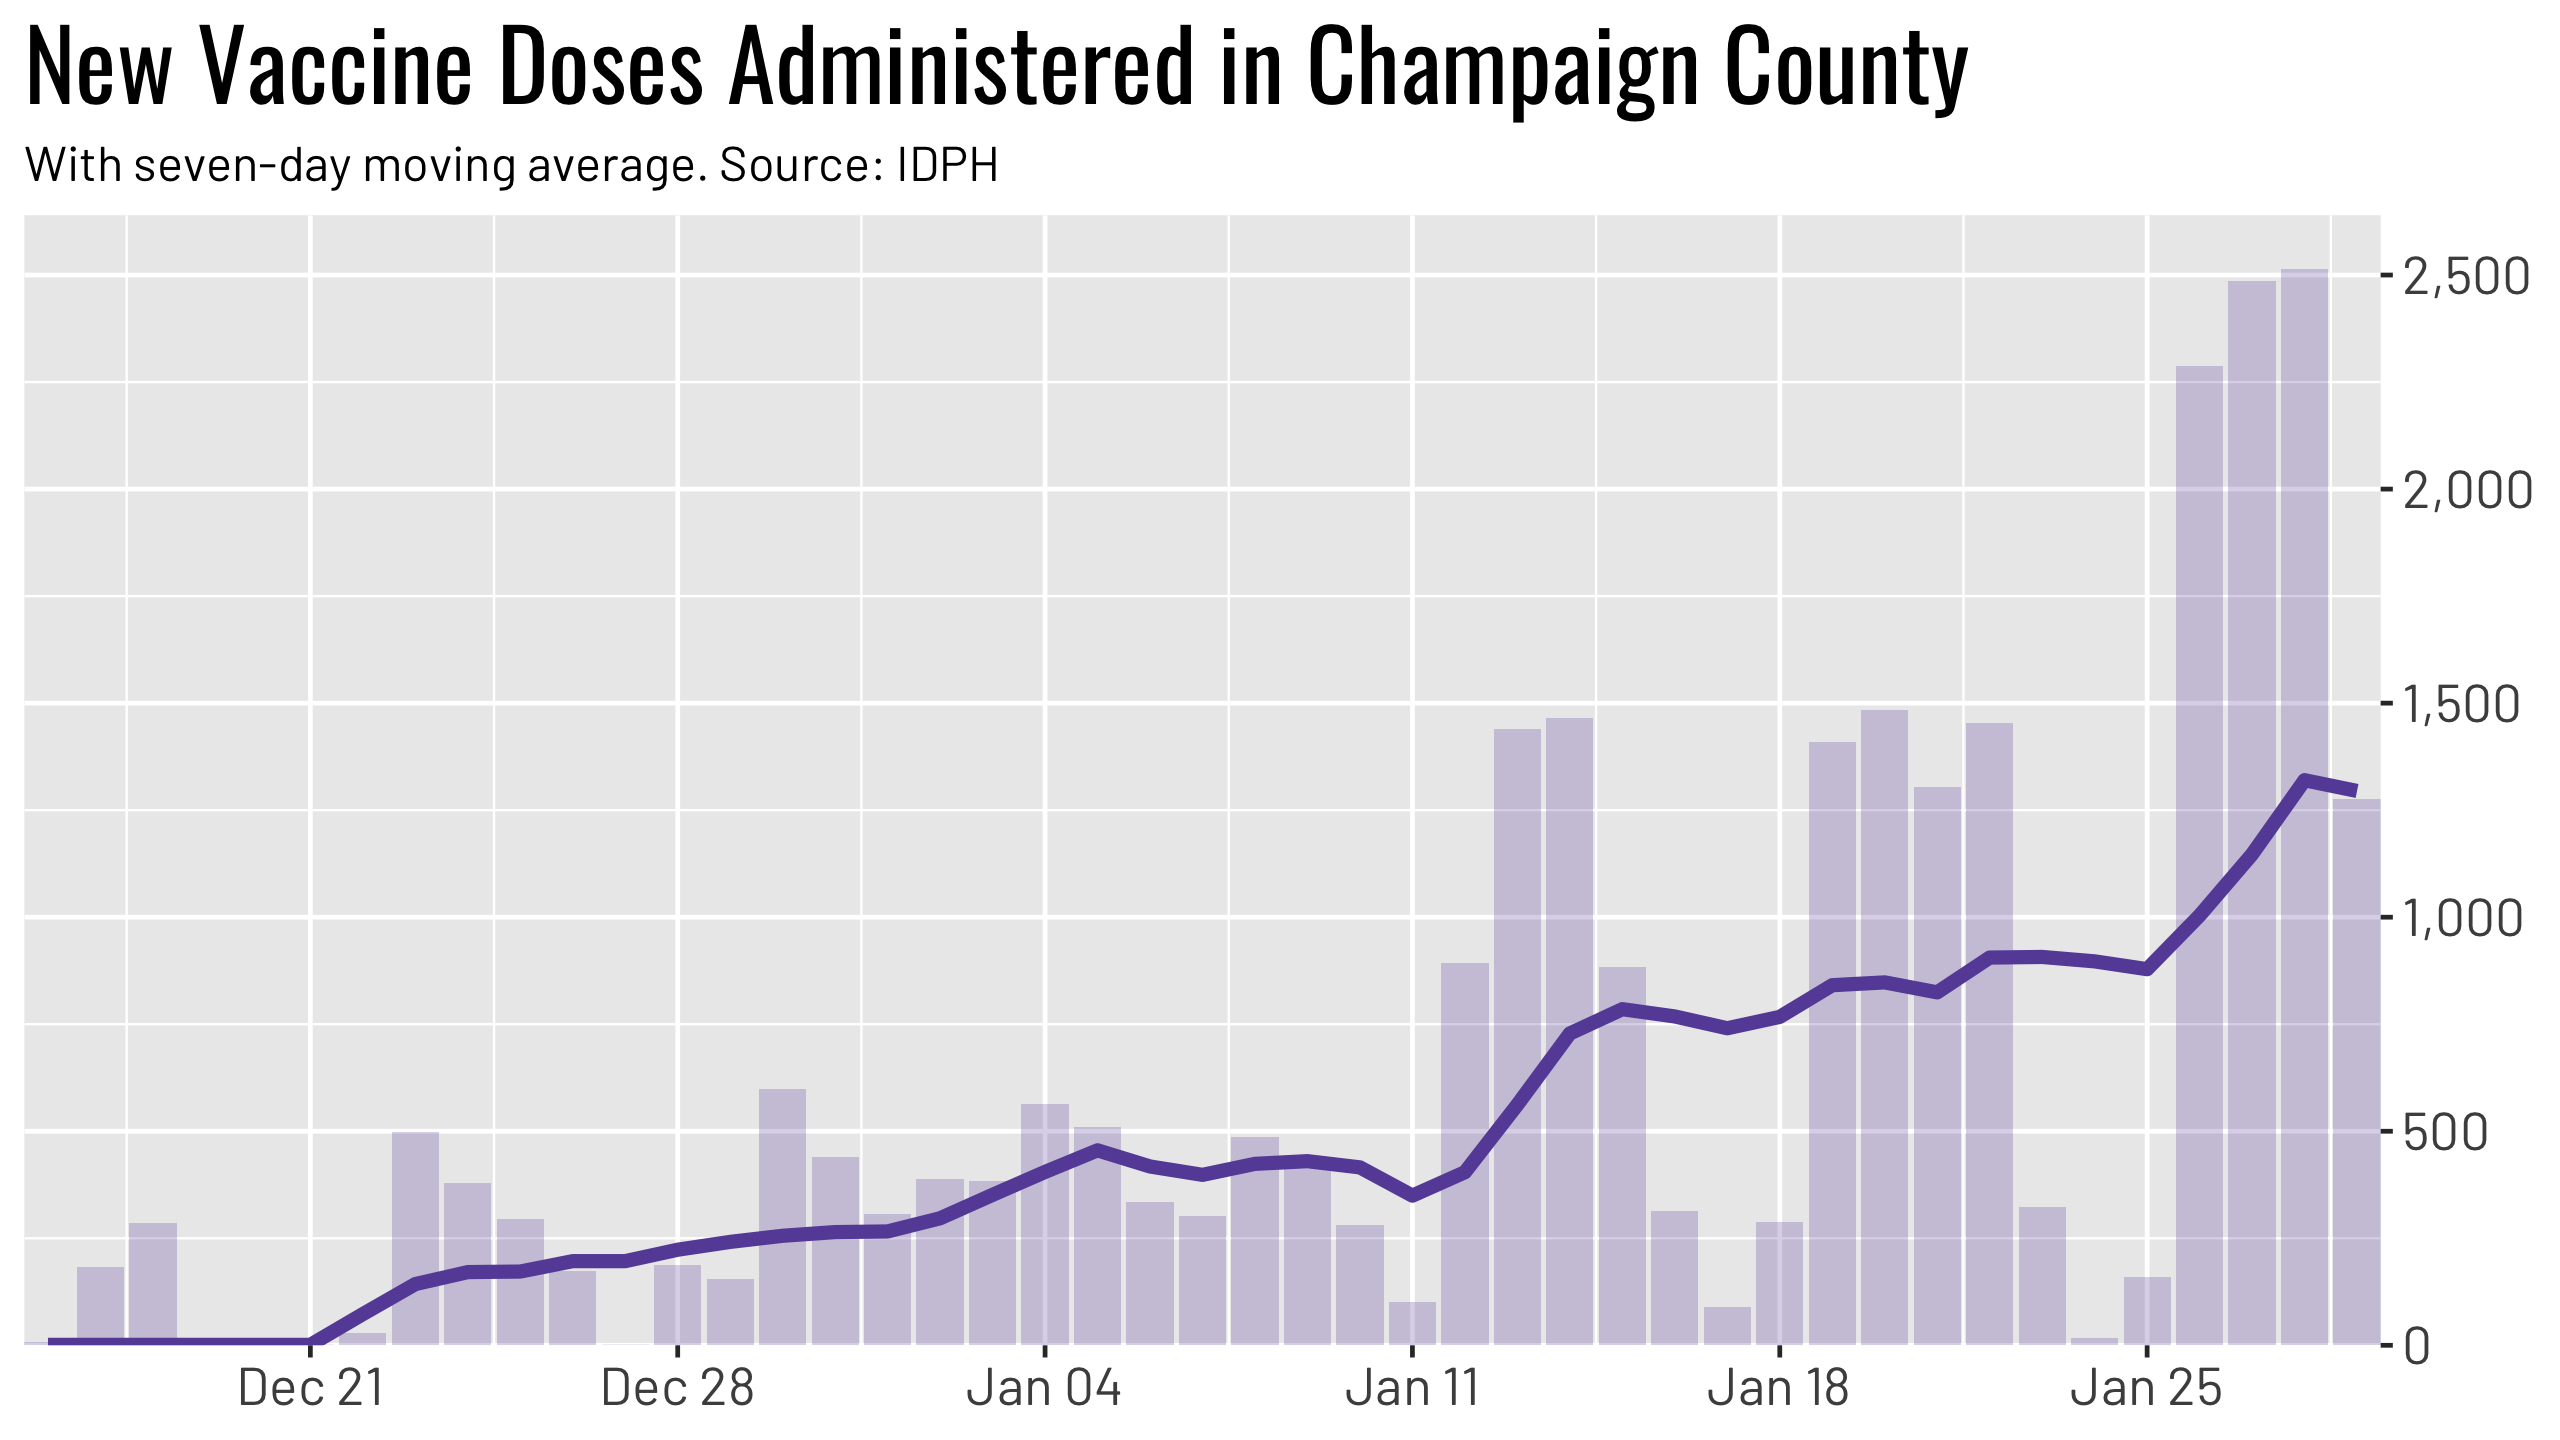 New Vaccine Doses Administered in Champaign County
With seven-day moving average. Source: IDPH
2,500
2,000
1,500
1,000
500
0
Dec 21 Dec 28 Jan 04 Jan 11 Jan 18 Jan 25